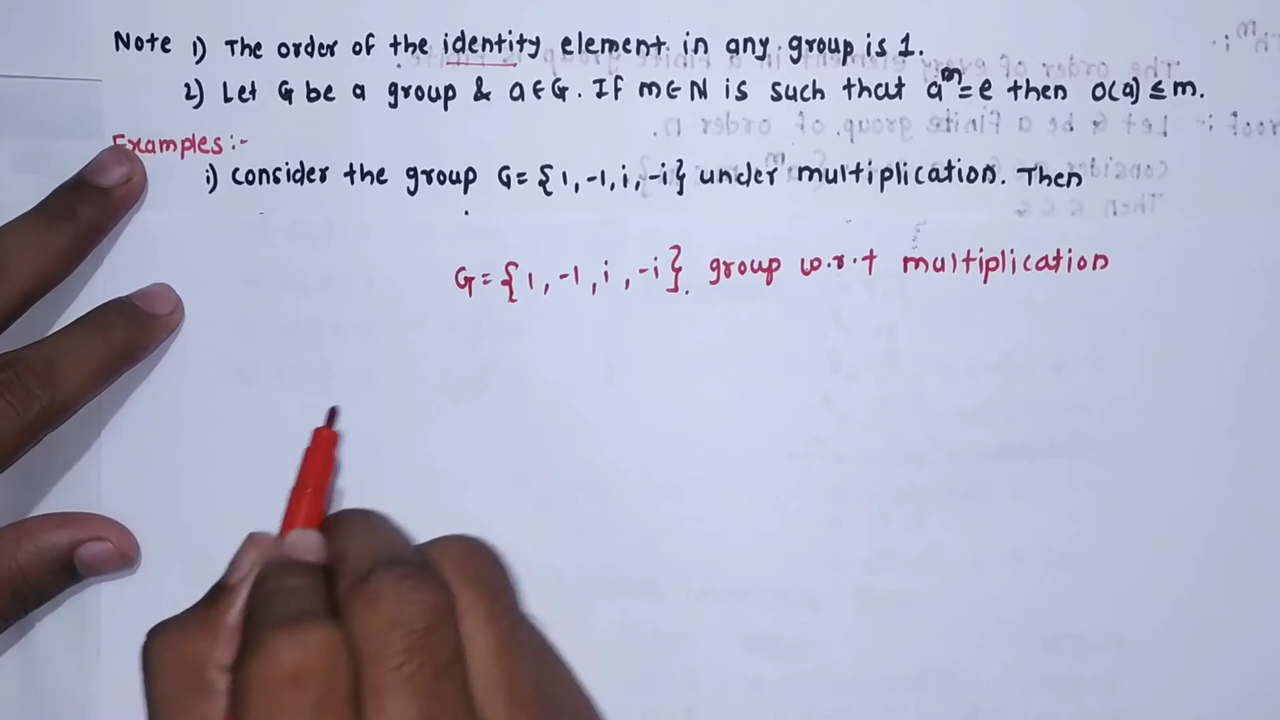 Note 1) The order of the identity element in any group is 1.
2) Let G be a group & a∈G. If m∈N is such that a^m=e then o(a) ≤ m.
Examples:-
i) consider the group G= {1, -1, i, -i} under multiplication. Then
G= {1, -1, i, -i}. group w.r.t multiplication